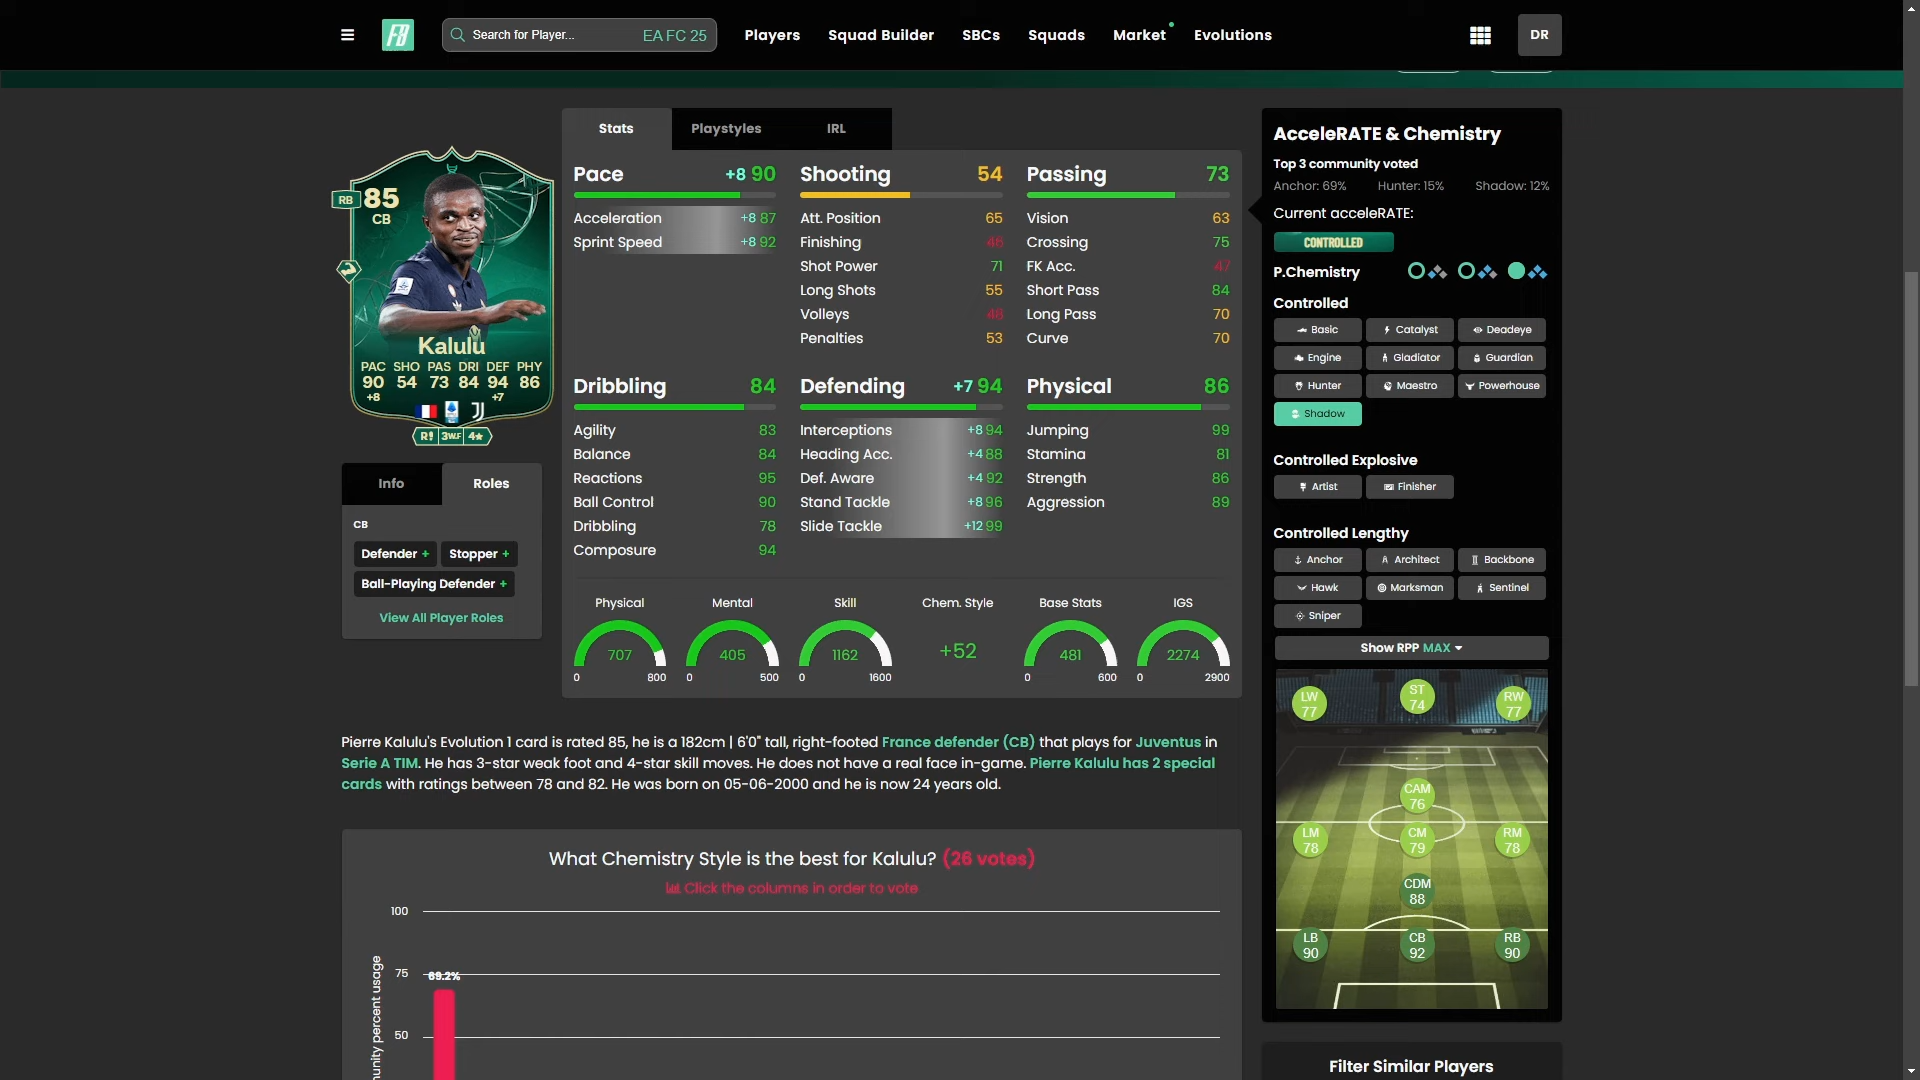 FB
Search for Player... EA FC 25
Players Squad Builder SBCs Squads Market Evolutions
DR
RB
85
CB
Kalulu
PAC SHO PAS DRI DEF PHY
90 54 73 84 94 86
+8 +7
R 3W.F 4★
Info Roles
CB
Defender +
Stopper +
Ball-Playing Defender +
View All Player Roles
Stats Playstyles IRL
Pace +8 90
Acceleration +8 87
Sprint Speed +8 92
Shooting 54
Att. Position 65
Finishing 46
Shot Power 71
Long Shots 55
Volleys
Penalties 53
Passing 73
Vision 63
Crossing 75
FK Acc. 47
Short Pass 84
Long Pass 70
Curve 70
Dribbling 84
Agility 83
Balance 84
Reactions 95
Ball Control 90
Dribbling 78
Composure 94
Defending +7 94
Interceptions +8 94
Heading Acc. +4 88
Def. Aware +4 92
Stand Tackle +8 96
Slide Tackle +12 99
Physical 86
Jumping 99
Stamina 81
Strength 86
Aggression 89
Physical Mental Skill Chem. Style Base Stats IGS
707 405 1162 +52 481 2274
0 800 0 500 0 1600 0 600 0 2900
Pierre Kalulu's Evolution 1 card is rated 85, he is a 182cm | 6'0" tall, right-footed France defender (CB) that plays for Juventus in
Serie A TIM. He has 3-star weak foot and 4-star skill moves. He does not have a real face in-game. Pierre Kalulu has 2 special
cards with ratings between 78 and 82. He was born on 05-06-2000 and he is now 24 years old.
What Chemistry Style is the best for Kalulu? (26 votes)
Click the columns in order to vote
100
75
69.2%
50
munity percent usage
AcceleRATE & Chemistry
Top 3 community voted
Anchor: 69% Hunter: 15% Shadow: 12%
Current acceleRATE:
CONTROLLED
P.Chemistry
Controlled
Basic Catalyst Deadeye
Engine Gladiator Guardian
Hunter Maestro Powerhouse
Shadow
Controlled Explosive
Artist Finisher
Controlled Lengthy
Anchor Architect Backbone
Hawk Marksman Sentinel
Sniper
Show RPP MAX
LW ST RW
77 74 77
CAM
76
LM CM RM
78 79 78
CDM
88
LB CB RB
90 92 90
Filter Similar Players